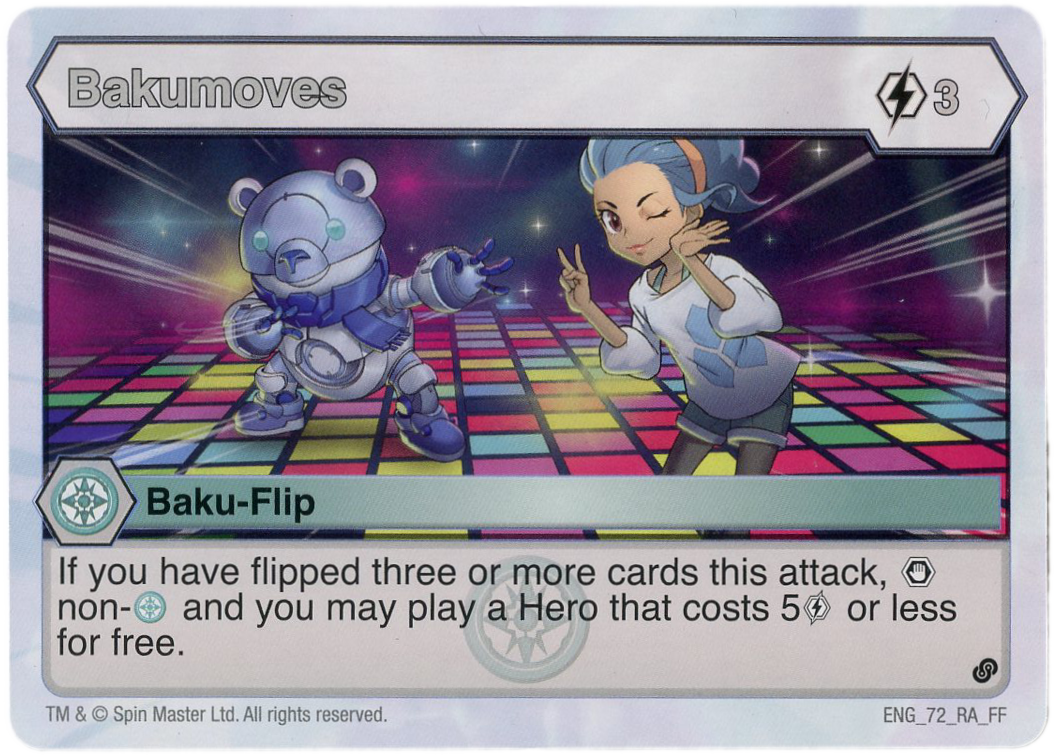 Bakumoves
3
Baku-Flip
If you have flipped three or more cards this attack,
non- and you may play a Hero that costs 5 or less
for free.
TM & © Spin Master Ltd. All rights reserved.
ENG_72_RA_FF